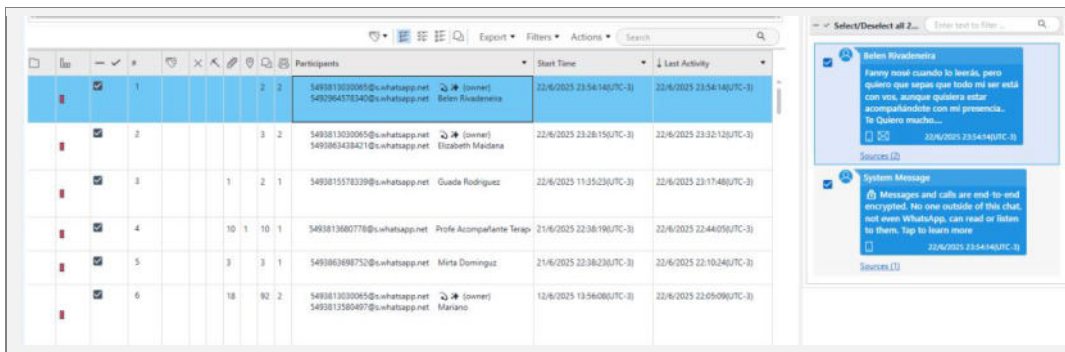 Export Filters Actions Search
# Participants Start Time Last Activity
1 2 2 5493813030065@s.whatsapp.net (owner) 22/6/2025 23:54:14(UTC-3) 22/6/2025 23:54:14(UTC-3)
5492964578340@s.whatsapp.net Belen Rivadeneira
2 3 2 5493813030065@s.whatsapp.net (owner) 22/6/2025 23:28:15(UTC-3) 22/6/2025 23:32:12(UTC-3)
5493863438421@s.whatsapp.net Elizabeth Maidana
3 1 2 1 5493815578339@s.whatsapp.net Guada Rodriguez 22/6/2025 11:35:23(UTC-3) 22/6/2025 23:17:48(UTC-3)
4 10 1 10 1 5493813680778@s.whatsapp.net Profe Acompañante Terap 21/6/2025 22:38:19(UTC-3) 22/6/2025 22:44:05(UTC-3)
5 3 3 1 5493863698752@s.whatsapp.net Mirta Dominguz 21/6/2025 22:38:23(UTC-3) 22/6/2025 22:10:24(UTC-3)
6 18 92 2 5493813030065@s.whatsapp.net (owner) 12/6/2025 13:56:08(UTC-3) 22/6/2025 22:05:09(UTC-3)
5493813580497@s.whatsapp.net Mariano
Select/Deselect all 2... Enter text to filter ...
Belen Rivadeneira
Fanny nosé cuando lo leerás, pero
quiero que sepas que todo mi ser está
con vos, aunque quisiera estar
acompañándote con mi presencia..
Te Quiero mucho....
22/6/2025 23:54:14(UTC-3)
Sources (2)
System Message
Messages and calls are end-to-end
encrypted. No one outside of this chat,
not even WhatsApp, can read or listen
to them. Tap to learn more
22/6/2025 23:54:14(UTC-3)
Sources (1)